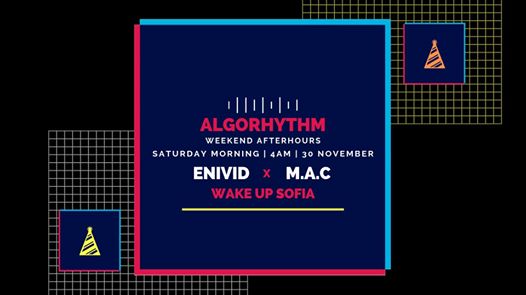 ALGORHYTHM
WEEKEND AFTERHOURS
SATURDAY MORNING | 4AM | 30 NOVEMBER
ENIVID x M.A.C
WAKE UP SOFIA